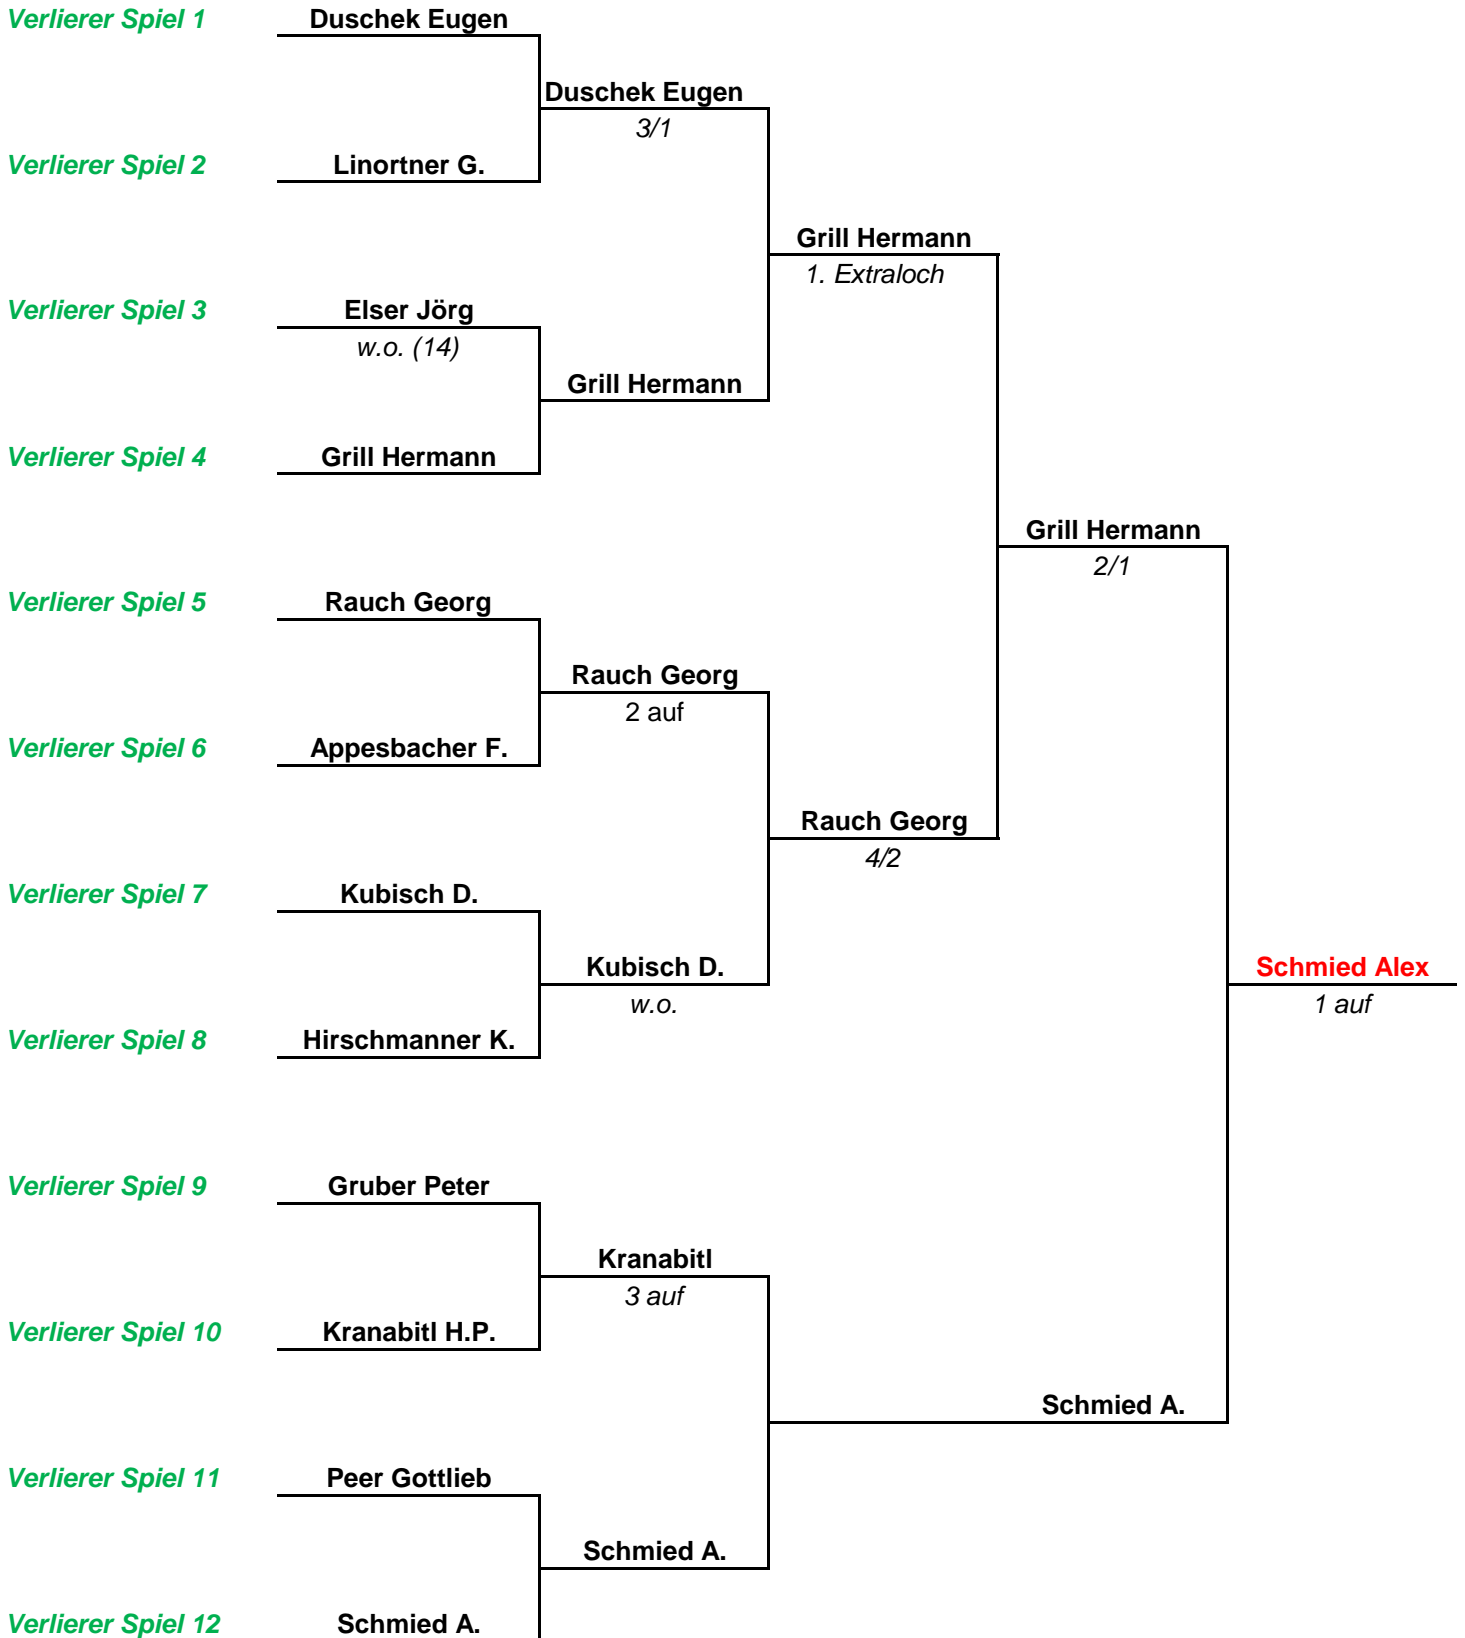 Verlierer Spiel 1 Duschek Eugen
Duschek Eugen
3/1
Verlierer Spiel 2 Linortner G.
Grill Hermann
1. Extraloch
Verlierer Spiel 3 Elser Jörg
w.o. (14)
Grill Hermann
Verlierer Spiel 4 Grill Hermann
Grill Hermann
2/1
Verlierer Spiel 5 Rauch Georg
Rauch Georg
2 auf
Verlierer Spiel 6 Appesbacher F.
Rauch Georg
4/2
Verlierer Spiel 7 Kubisch D.
Kubisch D. Schmied Alex
w.o. 1 auf
Verlierer Spiel 8 Hirschmanner K.
Verlierer Spiel 9 Gruber Peter
Kranabitl
3 auf
Verlierer Spiel 10 Kranabitl H.P.
Schmied A.
Verlierer Spiel 11 Peer Gottlieb
Schmied A.
Verlierer Spiel 12 Schmied A.